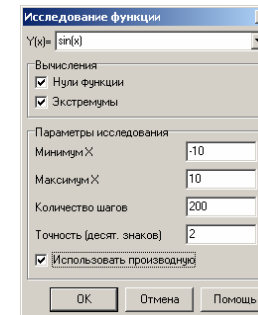 Исследование функции
Y(x)= sin(x)
Вычисления
Нули функции
Экстремумы
Параметры исследования
Минимум X -10
Максимум X 10
Количество шагов 200
Точность (десят. знаков) 2
Использовать производную
OK Отмена Помощь